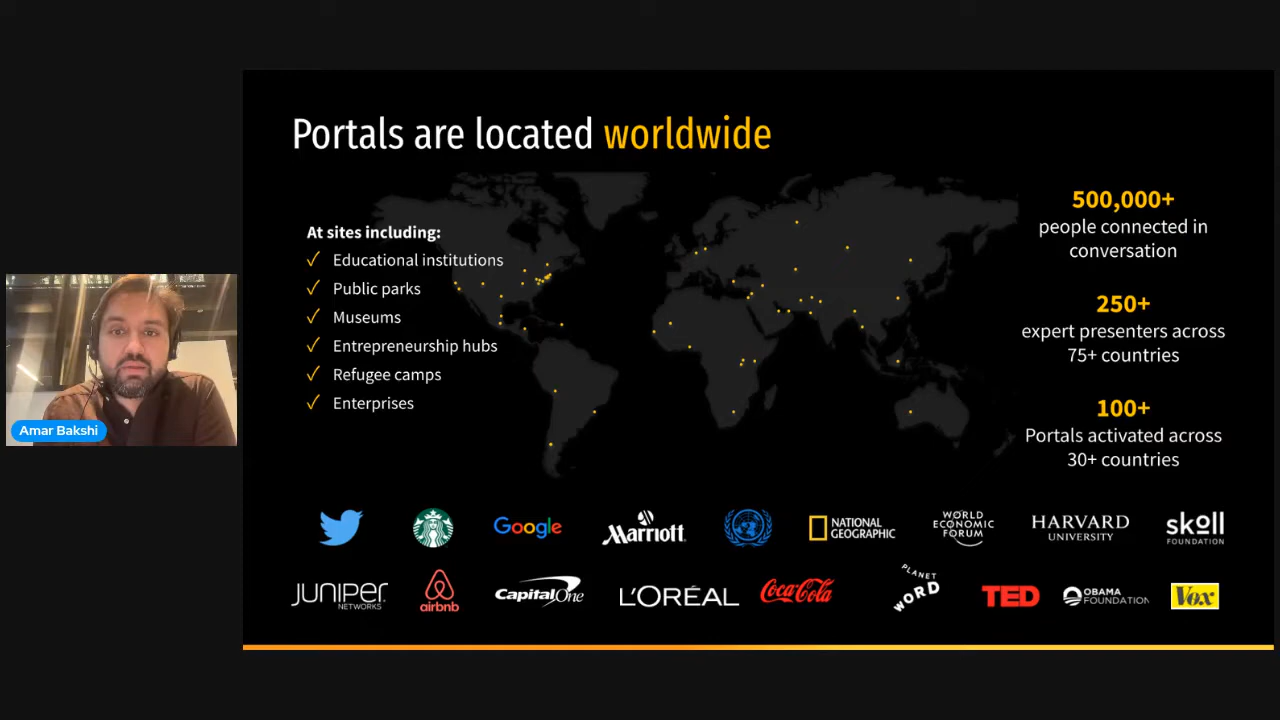 Portals are located worldwide
At sites including:
✓ Educational institutions
✓ Public parks
✓ Museums
✓ Entrepreneurship hubs
✓ Refugee camps
✓ Enterprises
500,000+
people connected in
conversation
250+
expert presenters across
75+ countries
100+
Portals activated across
30+ countries
Amar Bakshi
Google
Marriott
NATIONAL
GEOGRAPHIC
WORLD
ECONOMIC
FORUM
HARVARD
UNIVERSITY
skoll
FOUNDATION
JUNIPER
NETWORKS
airbnb
Capital One
L'ORÉAL
Coca-Cola
PLANET
WORD
TED
OBAMA
FOUNDATION
Vox